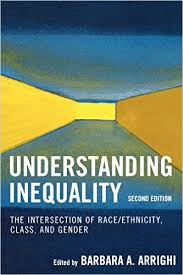 UNDERSTANDING
INEQUALITY SECOND EDITION
THE INTERSECTION OF RACE/ETHNICITY,
CLASS, AND GENDER
Edited by BARBARA A. ARRIGHI